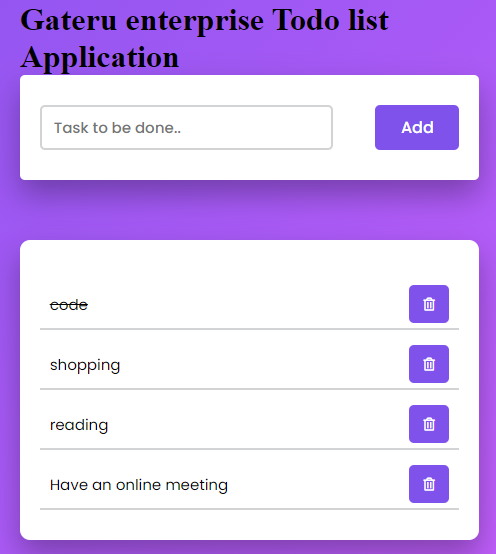 Gateru enterprise Todo list
Application
Task to be done..
Add
code
shopping
reading
Have an online meeting